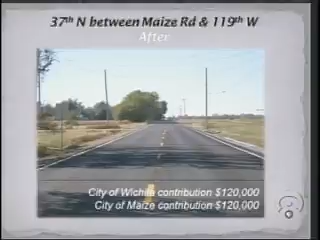 37th N between Maize Rd & 119th W
After
City of Wichita contribution $120,000
City of Maize contribution $120,000